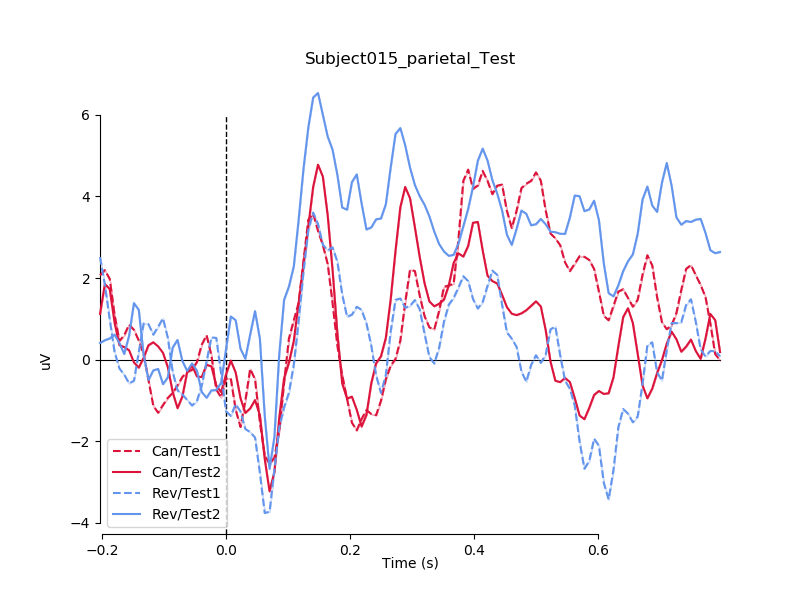 Subject015_parietal_Test
uV
6
4
2
0
−2
−4
Can/Test1
Can/Test2
Rev/Test1
Rev/Test2
−0.2
0.0
0.2
0.4
0.6
Time (s)